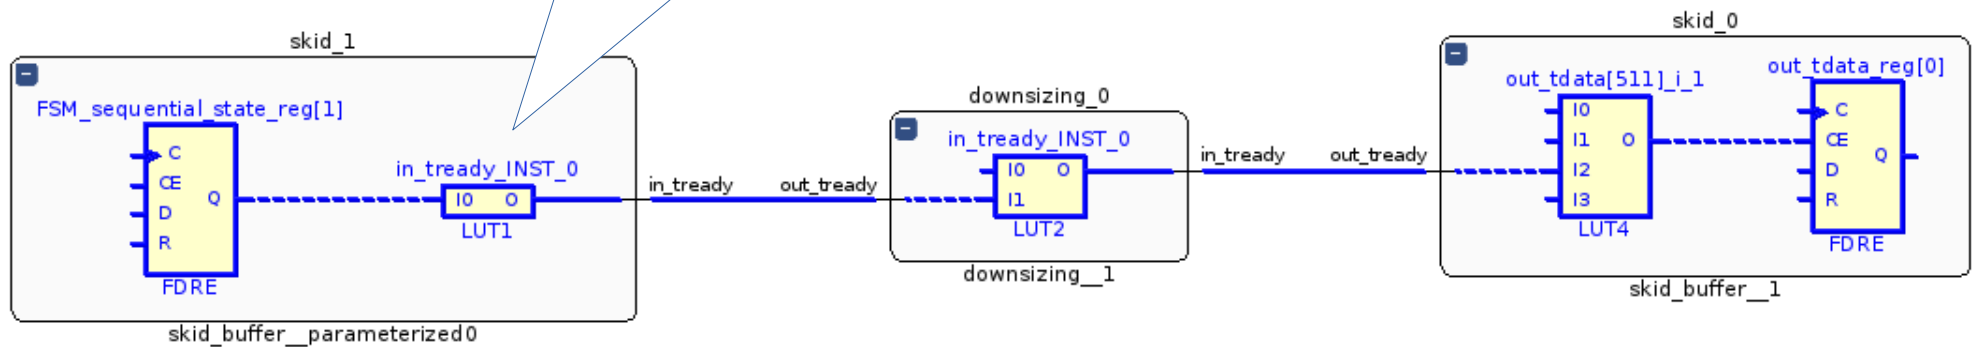 skid_1
FSM_sequential_state_reg[1]
C
CE
D
R
Q
FDRE
in_tready_INST_0
I0 O
LUT1
skid_buffer__parameterized0
in_tready
out_tready
downsizing_0
in_tready_INST_0
I0 O
I1
LUT2
downsizing__1
in_tready
out_tready
skid_0
out_tdata[511]_i_1
I0
I1 O
I2
I3
LUT4
out_tdata_reg[0]
C
CE
D
R
Q
FDRE
skid_buffer__1